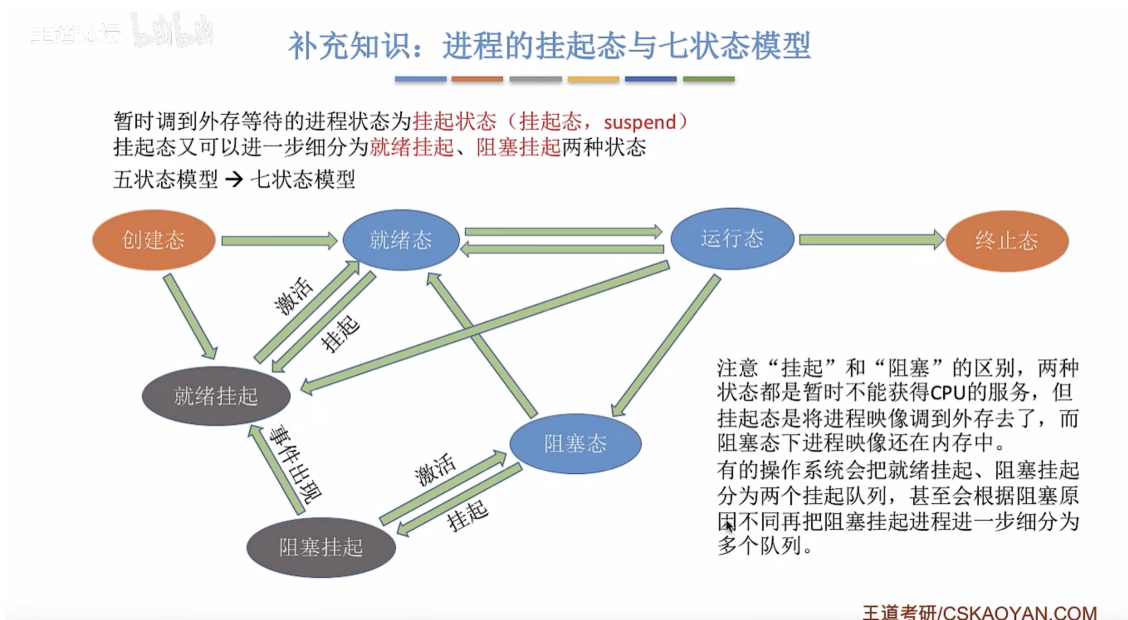 王道论坛 bilibili
补充知识：进程的挂起态与七状态模型
暂时调到外存等待的进程状态为挂起状态（挂起态，suspend）
挂起态又可以进一步细分为就绪挂起、阻塞挂起两种状态
五状态模型 → 七状态模型
创建态
就绪态
运行态
终止态
激活
挂起
就绪挂起
事件出现
阻塞态
激活
挂起
阻塞挂起
注意“挂起”和“阻塞”的区别，两种
状态都是暂时不能获得CPU的服务，但
挂起态是将进程映像调到外存去了，而
阻塞态下进程映像还在内存中。
有的操作系统会把就绪挂起、阻塞挂起
分为两个挂起队列，甚至会根据阻塞原
因不同再把阻塞挂起进程进一步细分为
多个队列。
王道考研/CSKAOYAN.COM